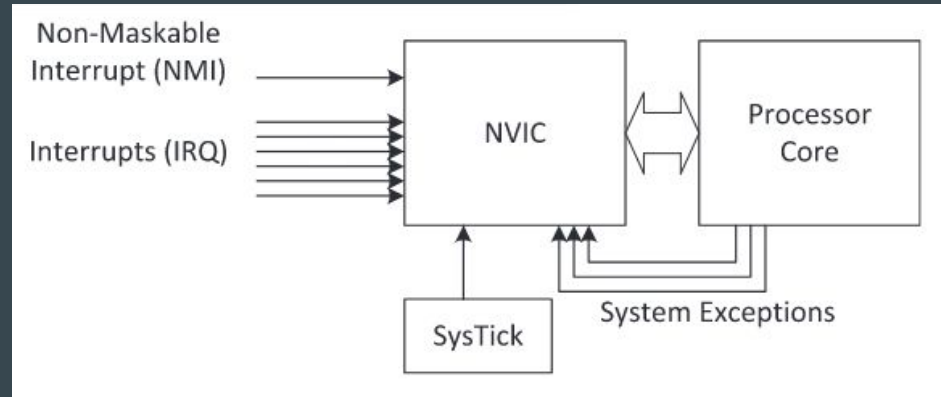 Non-Maskable
Interrupt (NMI)
Interrupts (IRQ)
NVIC
Processor
Core
System Exceptions
SysTick